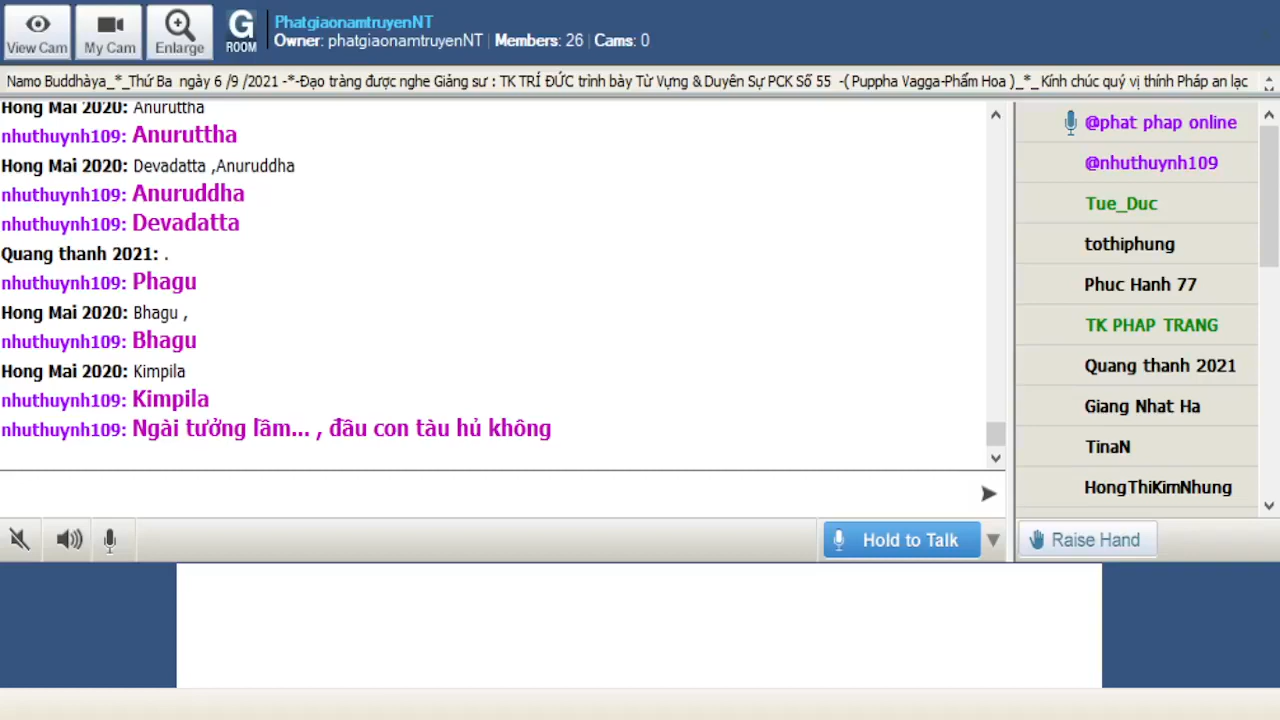 View Cam
My Cam
Enlarge
G
ROOM
PhatgiaonamtruyenNT
Owner: phatgiaonamtruyenNT | Members: 26 | Cams: 0
Namo Buddhàya_*_Thứ Ba ngày 6 /9 /2021 -*-Đạo tràng được nghe Giảng sư : TK TRÍ ĐỨC trình bày Từ Vựng & Duyên Sự PCK Số 55 -( Puppha Vagga-Phẩm Hoa )_*_ Kính chúc quý vị thính Pháp an lạc
Hong Mai 2020: Anuruttha
nhuthuynh109: Anuruttha
Hong Mai 2020: Devadatta ,Anuruddha
nhuthuynh109: Anuruddha
nhuthuynh109: Devadatta
Quang thanh 2021: .
nhuthuynh109: Phagu
Hong Mai 2020: Bhagu ,
nhuthuynh109: Bhagu
Hong Mai 2020: Kimpila
nhuthuynh109: Kimpila
nhuthuynh109: Ngài tưởng lầm... , đâu con tàu hủ không
@phat phap online
@nhuthuynh109
Tue_Duc
tothiphung
Phuc Hanh 77
TK PHAP TRANG
Quang thanh 2021
Giang Nhat Ha
TinaN
HongThiKimNhung
Hold to Talk
Raise Hand